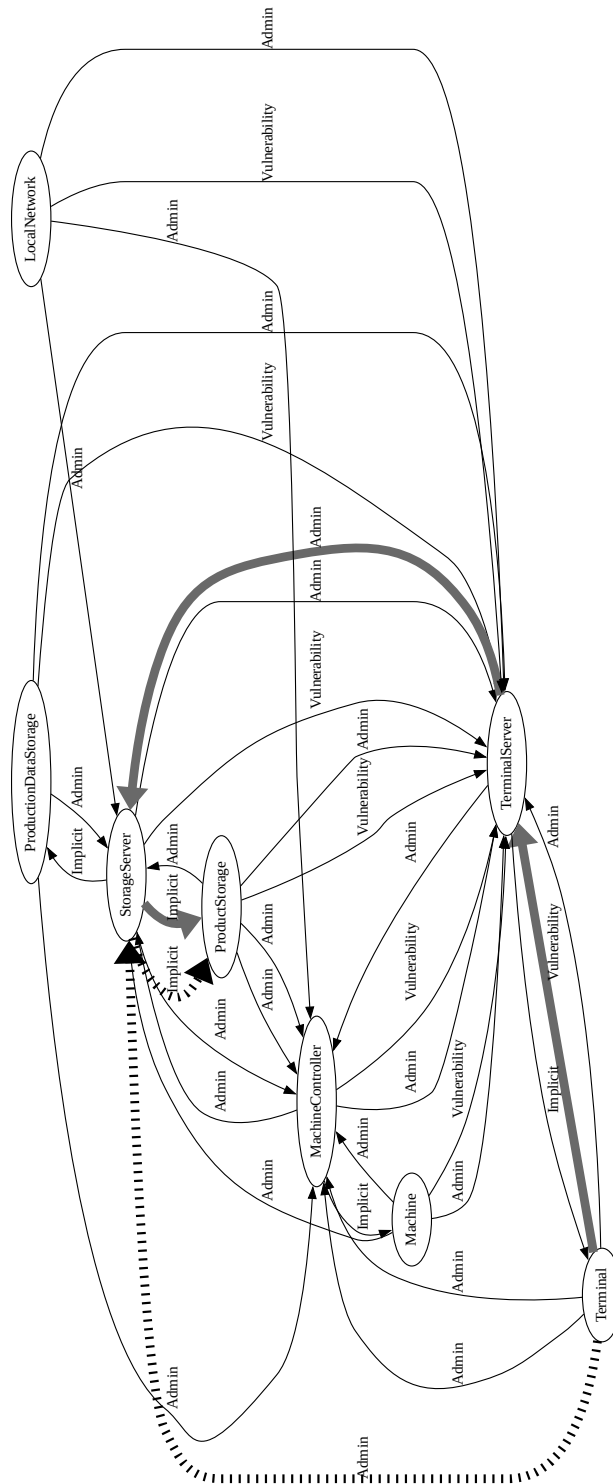 ProductionDataStorage
LocalNetwork
Implicit
Admin
Admin
StorageServer
Admin
Implicit
Implicit
Admin
Admin
Admin
Admin
ProductStorage
Admin
Admin
Admin
Vulnerability
Admin
Vulnerability
Admin
MachineController
Vulnerability
Admin
Admin
Admin
Implicit
Admin
Vulnerability
Admin
Machine
Admin
Vulnerability
Admin
Admin
Admin
Admin
Vulnerability
TerminalServer
Implicit
Vulnerability
Admin
Terminal